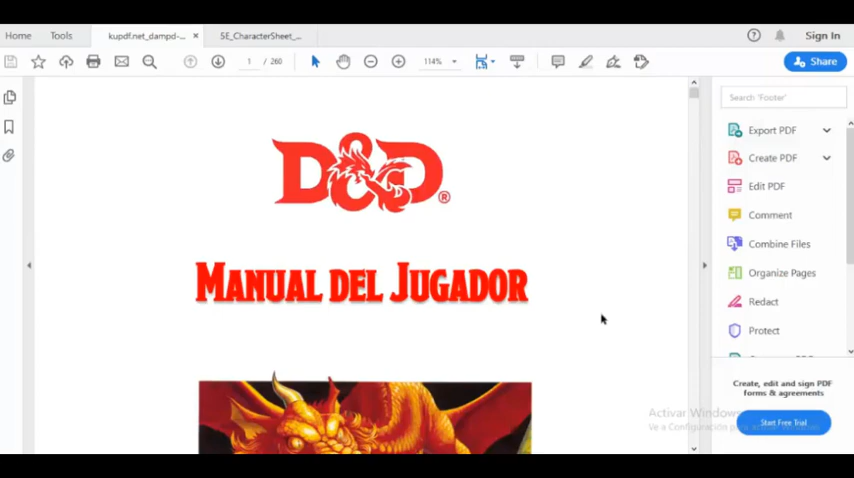 Home Tools kupdf.net_dampd-... × 5E_CharacterSheet_... Sign In
1 / 260 114% Share
Search 'Footer'
D&D®
Export PDF
Create PDF
Edit PDF
Comment
Combine Files
Organize Pages
Redact
Protect
MANUAL DEL JUGADOR
Create, edit and sign PDF
forms & agreements
Activar Windows
Ve a Configuración
Start Free Trial